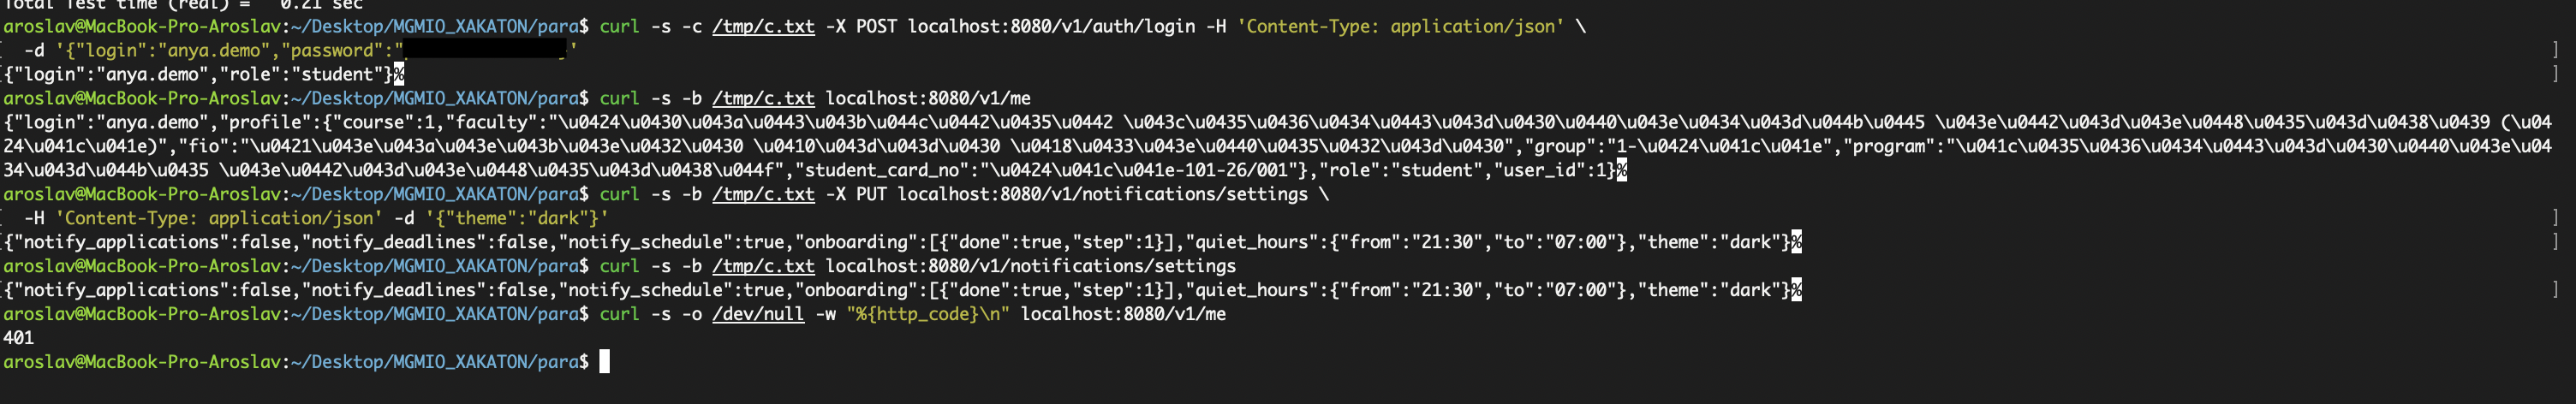 Total Test time (real) =   0.21 sec
aroslav@MacBook-Pro-Aroslav:~/Desktop/MGMIO_XAKATON/para$ curl -s -c /tmp/c.txt -X POST localhost:8080/v1/auth/login -H 'Content-Type: application/json' \
[  -d '{"login":"anya.demo","password":" }' ]
[{"login":"anya.demo","role":"student"}% ]
aroslav@MacBook-Pro-Aroslav:~/Desktop/MGMIO_XAKATON/para$ curl -s -b /tmp/c.txt localhost:8080/v1/me
{"login":"anya.demo","profile":{"course":1,"faculty":"\u0424\u0430\u043a\u0443\u043b\u044c\u0442\u0435\u0442 \u043c\u0435\u0436\u0434\u0443\u043d\u0430\u0440\u043e\u0434\u043d\u044b\u0445 \u043e\u0442\u043d\u043e\u0448\u0435\u043d\u0438\u0439 (\u04
24\u041c\u041e)","fio":"\u0421\u043e\u043a\u043e\u043b\u043e\u0432\u0430 \u0410\u043d\u043d\u0430 \u0418\u0433\u043e\u0440\u0435\u0432\u043d\u0430","group":"1-\u0424\u041c\u041e","program":"\u041c\u0435\u0436\u0434\u0443\u043d\u0430\u0440\u043e\u04
34\u043d\u044b\u0435 \u043e\u0442\u043d\u043e\u0448\u0435\u043d\u0438\u044f","student_card_no":"\u0424\u041c\u041e-101-26/001"},"role":"student","user_id":1}%
aroslav@MacBook-Pro-Aroslav:~/Desktop/MGMIO_XAKATON/para$ curl -s -b /tmp/c.txt -X PUT localhost:8080/v1/notifications/settings \
[  -H 'Content-Type: application/json' -d '{"theme":"dark"}' ]
[{"notify_applications":false,"notify_deadlines":false,"notify_schedule":true,"onboarding":[{"done":true,"step":1}],"quiet_hours":{"from":"21:30","to":"07:00"},"theme":"dark"}% ]
aroslav@MacBook-Pro-Aroslav:~/Desktop/MGMIO_XAKATON/para$ curl -s -b /tmp/c.txt localhost:8080/v1/notifications/settings
[{"notify_applications":false,"notify_deadlines":false,"notify_schedule":true,"onboarding":[{"done":true,"step":1}],"quiet_hours":{"from":"21:30","to":"07:00"},"theme":"dark"}% ]
aroslav@MacBook-Pro-Aroslav:~/Desktop/MGMIO_XAKATON/para$ curl -s -o /dev/null -w "%{http_code}\n" localhost:8080/v1/me
401
aroslav@MacBook-Pro-Aroslav:~/Desktop/MGMIO_XAKATON/para$